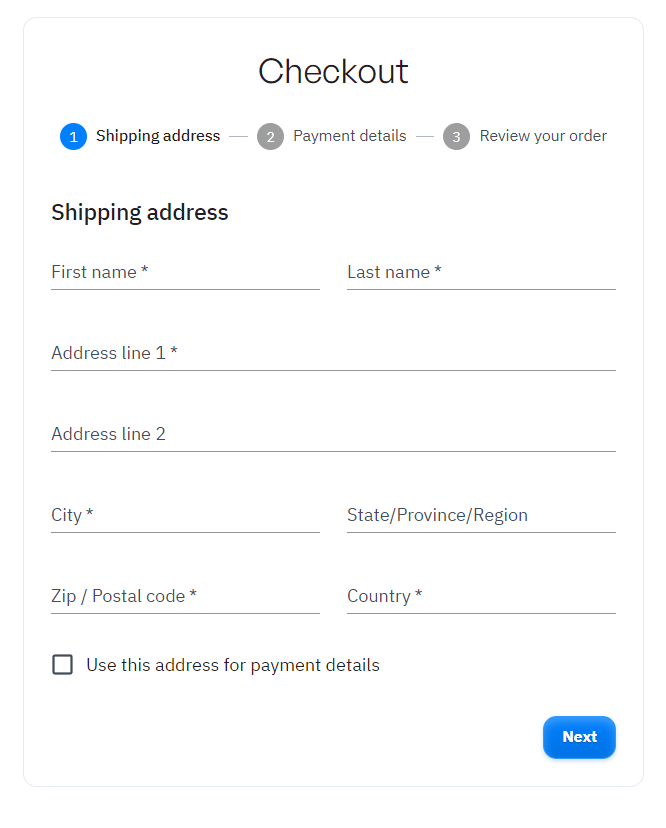 Checkout
1 Shipping address 2 Payment details 3 Review your order
Shipping address
First name * Last name *
Address line 1 *
Address line 2
City * State/Province/Region
Zip / Postal code * Country *
Use this address for payment details
Next